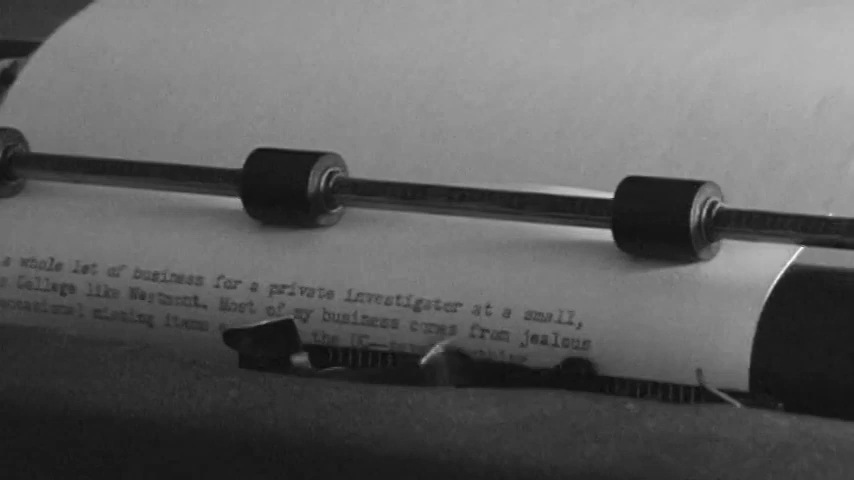 s whole lot of business for a private investigator at a small,
College like Westmont. Most of my business comes from jealous
occasional missing items the